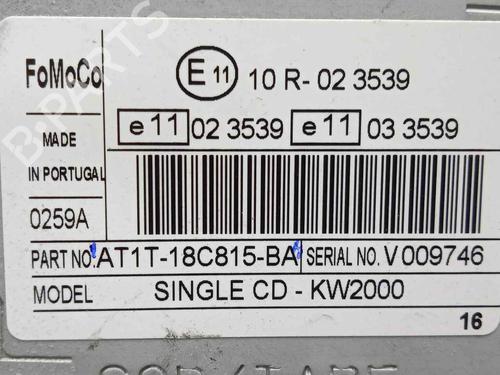 FoMoCo
E 11 10 R- 02 3539
e 11 02 3539 e 11 03 3539
MADE
IN PORTUGAL
0259A
PART NO. AT1T-18C815-BA SERIAL NO. V 009746
MODEL SINGLE CD - KW2000
16
B-PARTS